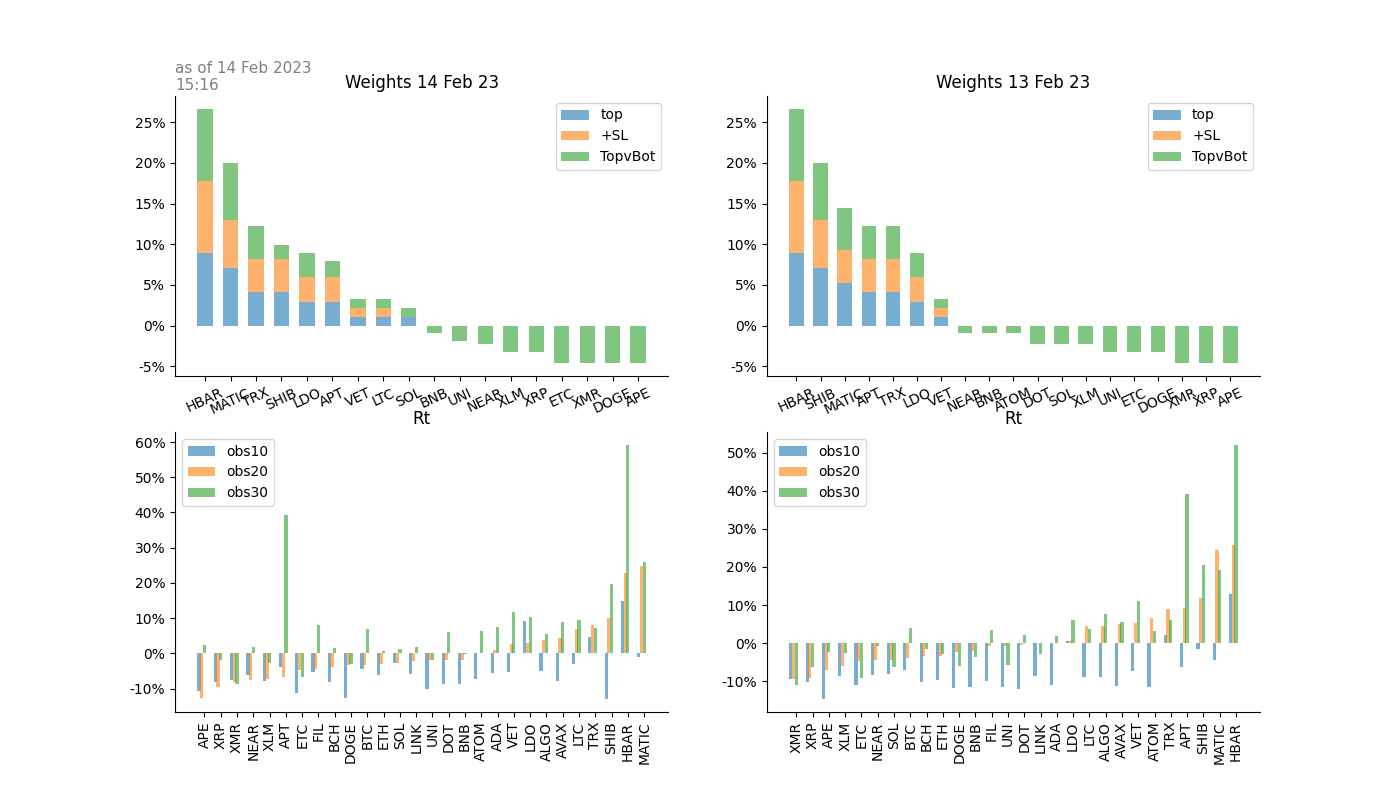 as of 14 Feb 2023
15:16
Weights 14 Feb 23
25%
20%
15%
10%
5%
0%
-5%
top
+SL
TopvBot
HBAR MATIC TRX SHIB LDO APT VET LTC SOL BNB UNI NEAR XLM XRP ETC XMR DOGE APE
Weights 13 Feb 23
25%
20%
15%
10%
5%
0%
-5%
top
+SL
TopvBot
HBAR SHIB MATIC APT TRX LDO VET NEAR BNB ATOM DOT SOL XLM UNI ETC DOGE XMR XRP APE
Rt
60%
50%
40%
30%
20%
10%
0%
-10%
obs10
obs20
obs30
APE XRP XMR NEAR XLM APT ETC FIL BCH DOGE BTC ETH SOL LINK UNI DOT BNB ATOM ADA VET LDO ALGO AVAX LTC TRX SHIB HBAR MATIC
Rt
50%
40%
30%
20%
10%
0%
-10%
obs10
obs20
obs30
XMR XRP APE XLM ETC NEAR SOL BTC BCH ETH DOGE BNB FIL UNI DOT LINK ADA LDO LTC ALGO AVAX VET ATOM TRX APT SHIB MATIC HBAR